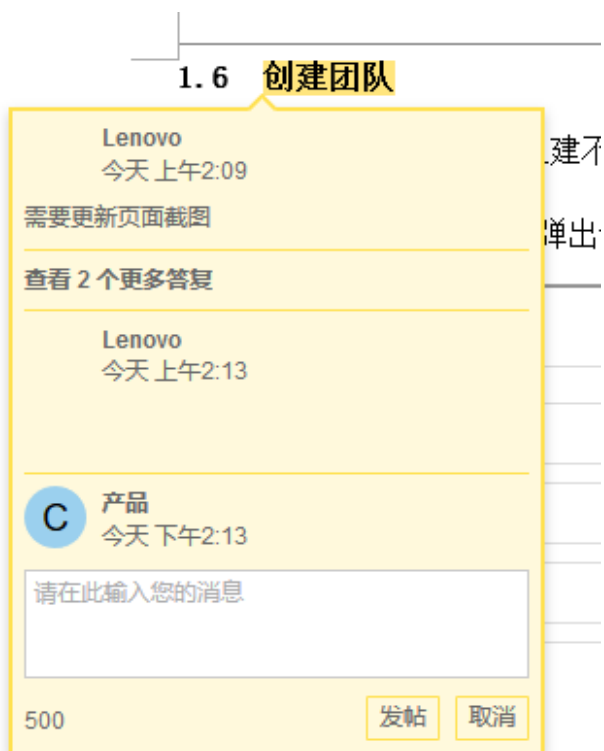 1.6 创建团队
Lenovo
今天 上午2:09
建不
需要更新页面截图
弹出
查看 2 个更多答复
Lenovo
今天 上午2:13
C
产品
今天 下午2:13
请在此输入您的消息
500
发帖
取消